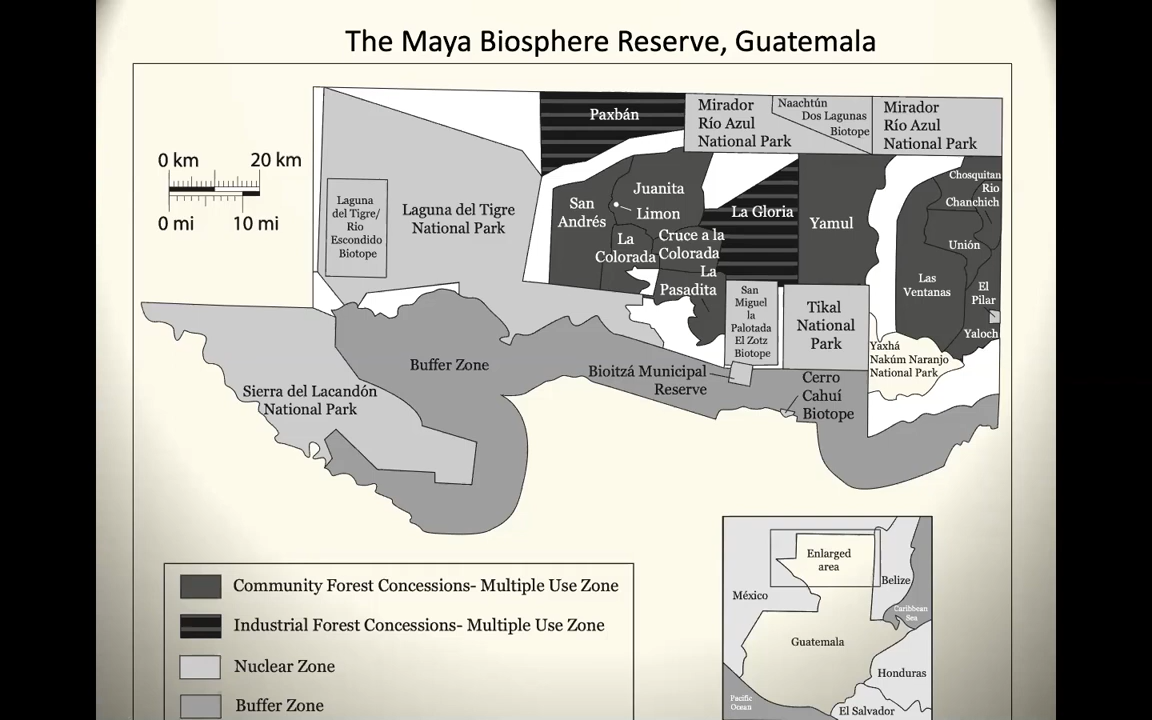 The Maya Biosphere Reserve, Guatemala
0 km 20 km
0 mi 10 mi
Paxbán
Mirador
Río Azul
National Park
Naachtún
Dos Lagunas
Biotope
Mirador
Río Azul
National Park
Laguna
del Tigre/
Rio
Escondido
Biotope
Laguna del Tigre
National Park
San
Andrés
Juanita
Limon
La
Colorada
Cruce a la
Colorada
La
Pasadita
La Gloria
Yamul
Chosquitan
Rio
Chanchich
Unión
Las
Ventanas
El
Pilar
Yaloch
San
Miguel
la
Palotada
El Zotz
Biotope
Tikal
National
Park
Yaxhá
Nakúm Naranjo
National Park
Buffer Zone
Bioitzá Municipal
Reserve
Cerro
Cahuí
Biotope
Sierra del Lacandón
National Park
Community Forest Concessions- Multiple Use Zone
Industrial Forest Concessions- Multiple Use Zone
Nuclear Zone
Buffer Zone
Enlarged
area
México
Belize
Caribbean
Sea
Guatemala
Honduras
Pacific
Ocean
El Salvador